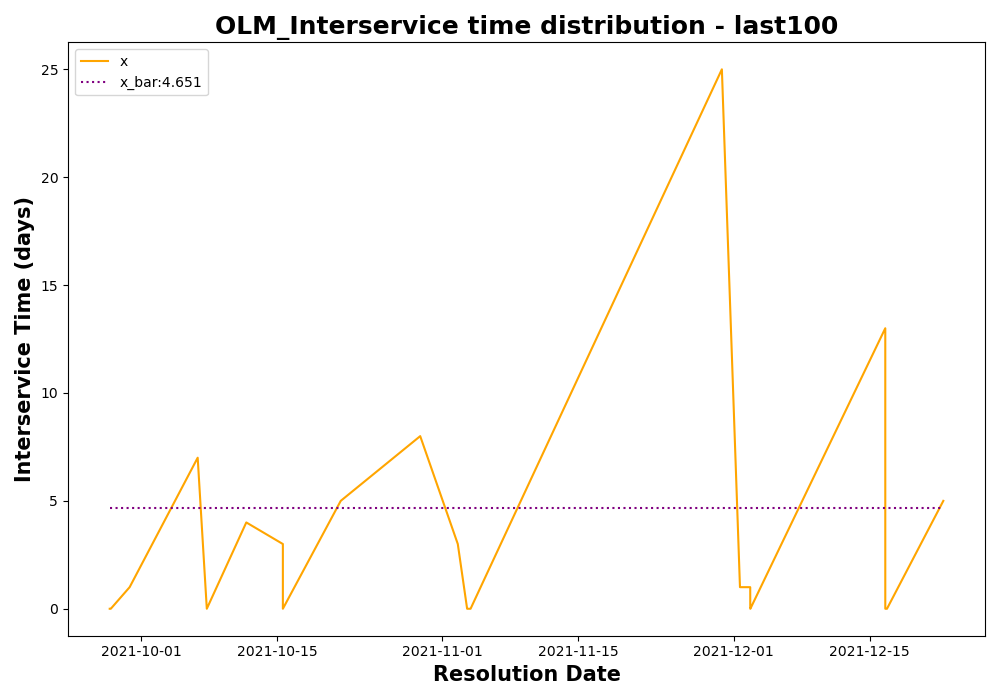 OLM_Interservice time distribution - last100
x
x_bar:4.651
Interservice Time (days)
25
20
15
10
5
0
2021-10-01
2021-10-15
2021-11-01
2021-11-15
2021-12-01
2021-12-15
Resolution Date